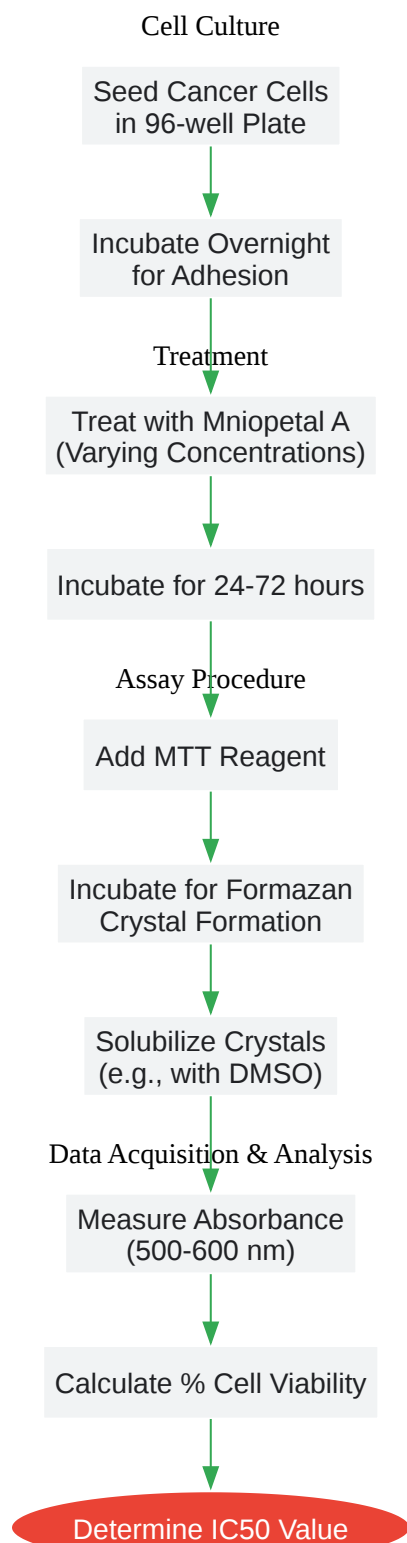 Cell Culture
Seed Cancer Cells
in 96-well Plate
Incubate Overnight
for Adhesion
Treatment
Treat with Mniopetal A
(Varying Concentrations)
Incubate for 24-72 hours
Assay Procedure
Add MTT Reagent
Incubate for Formazan
Crystal Formation
Solubilize Crystals
(e.g., with DMSO)
Data Acquisition & Analysis
Measure Absorbance
(500-600 nm)
Calculate % Cell Viability
Determine IC50 Value